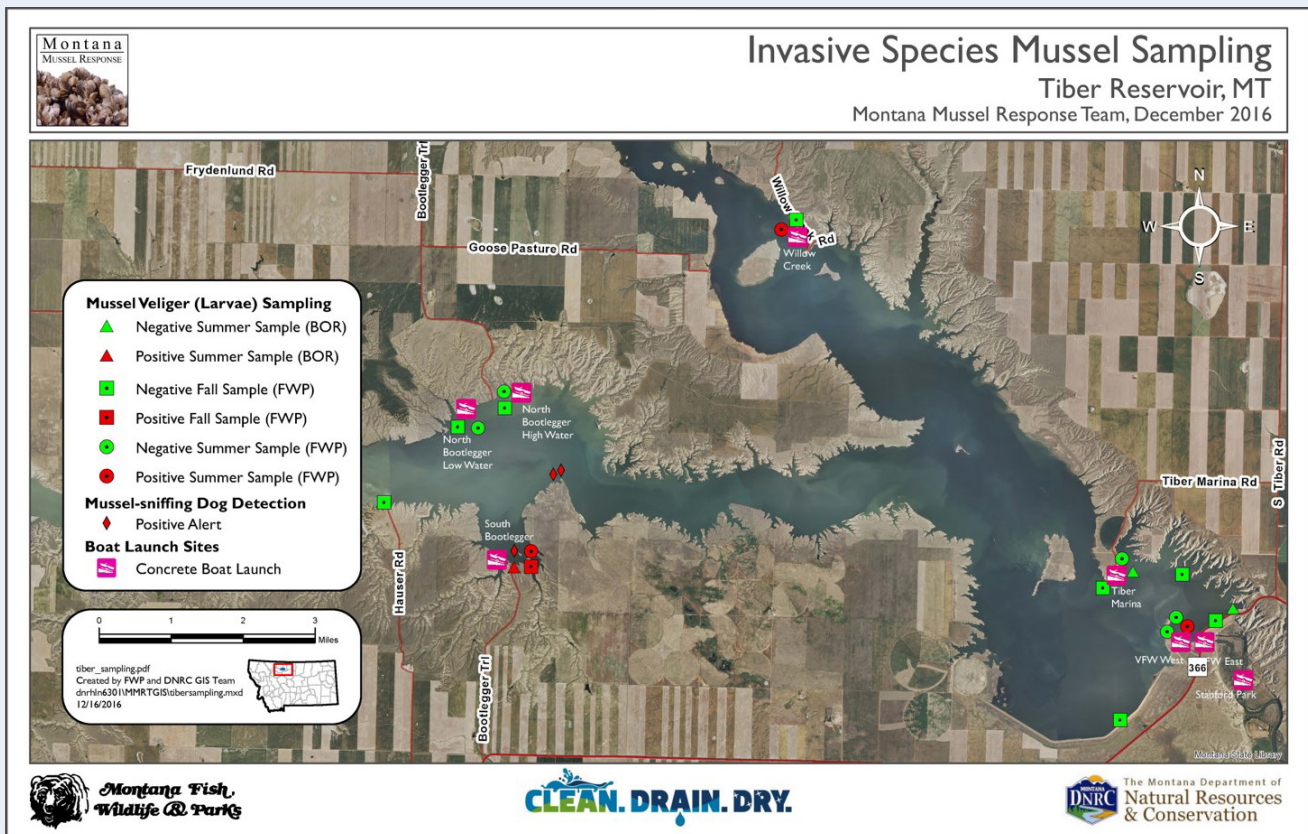 Montana
MUSSEL RESPONSE
Invasive Species Mussel Sampling
Tiber Reservoir, MT
Montana Mussel Response Team, December 2016
Frydenlund Rd
Bootlegger Trl
Goose Pasture Rd
Willow
Rd
Willow
Creek
N
W
E
S
Mussel Veliger (Larvae) Sampling
Negative Summer Sample (BOR)
Positive Summer Sample (BOR)
Negative Fall Sample (FWP)
Positive Fall Sample (FWP)
Negative Summer Sample (FWP)
Positive Summer Sample (FWP)
Mussel-sniffing Dog Detection
Positive Alert
Boat Launch Sites
Concrete Boat Launch
North
Bootlegger
High Water
North
Bootlegger
Low Water
South
Bootlegger
Hauser Rd
Bootlegger Trl
Tiber Marina Rd
S Tiber Rd
Tiber
Marina
VFW West
East
366
Stanford Park
0 1 2 3
Miles
tiber_sampling.pdf
Created by FWP and DNRC GIS Team
dnrhln6301\MMRTGIS\tibersampling.mxd
12/16/2016
Montana State Library
Montana Fish,
Wildlife & Parks
CLEAN. DRAIN. DRY.
MONTANA
DNRC
The Montana Department of
Natural Resources
& Conservation